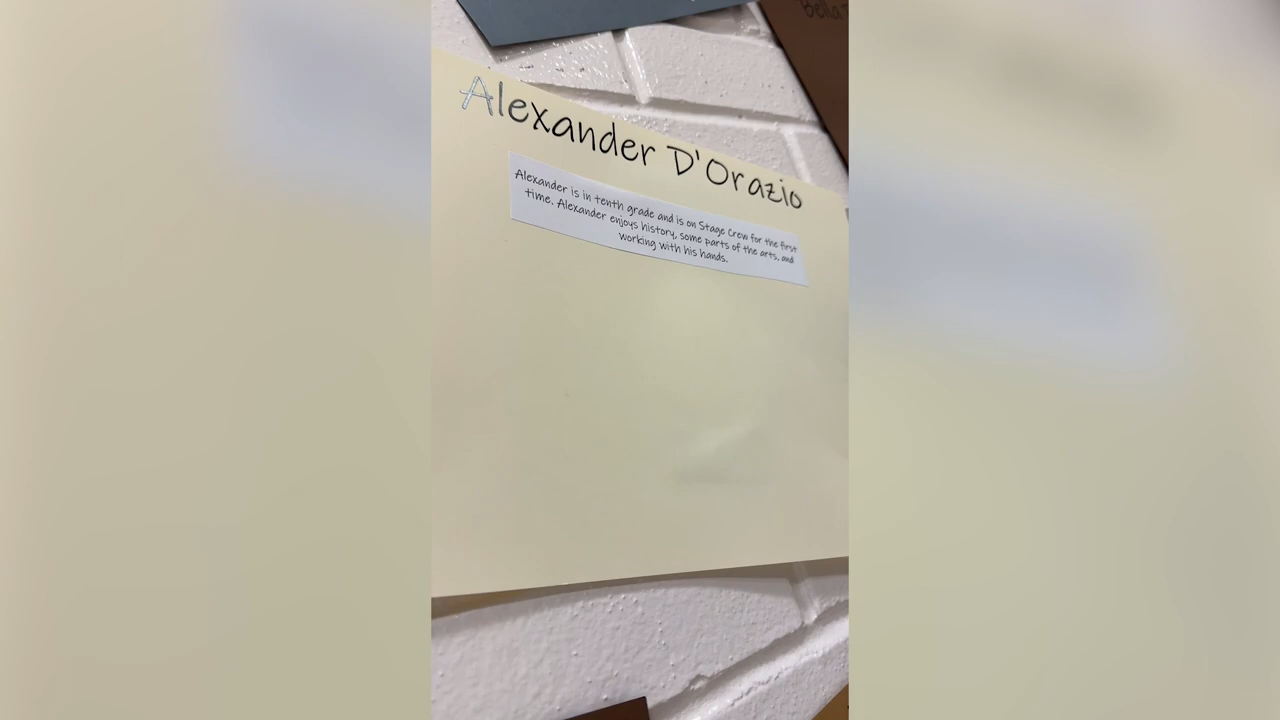 Bella
Alexander D'Orazio
Alexander is in tenth grade and is on Stage Crew for the first
time. Alexander enjoys history, some parts of the arts, and
working with his hands.